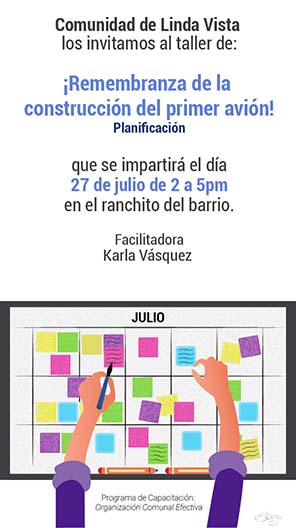 Comunidad de Linda Vista
los invitamos al taller de:
¡Remembranza de la
construcción del primer avión!
Planificación
que se impartirá el día
27 de julio de 2 a 5pm
en el ranchito del barrio.
Facilitadora
Karla Vásquez
JULIO
Programa de Capacitación:
Organización Comunal Efectiva